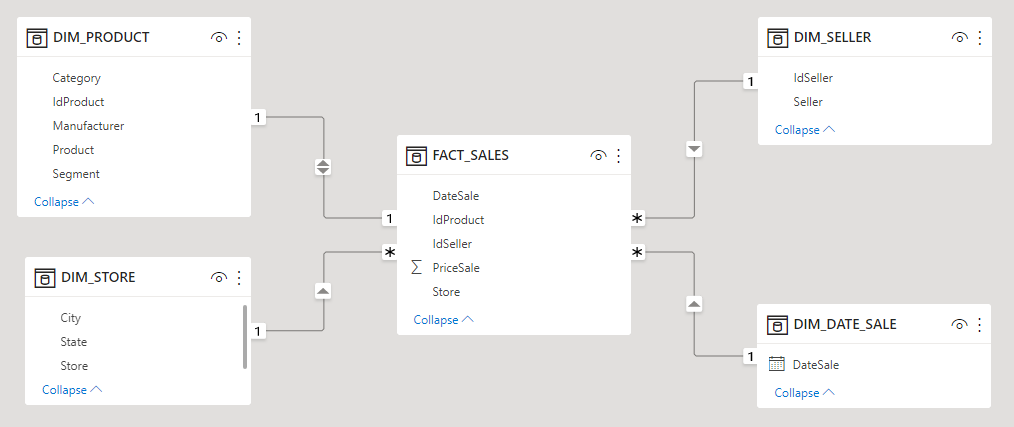 DIM_PRODUCT
Category
IdProduct
Manufacturer
Product
Segment
Collapse
1
1
DIM_SELLER
IdSeller
Seller
Collapse
1
*
FACT_SALES
DateSale
IdProduct
IdSeller
Σ PriceSale
Store
Collapse
DIM_STORE
City
State
Store
Collapse
1
*
DIM_DATE_SALE
DateSale
Collapse
1
*